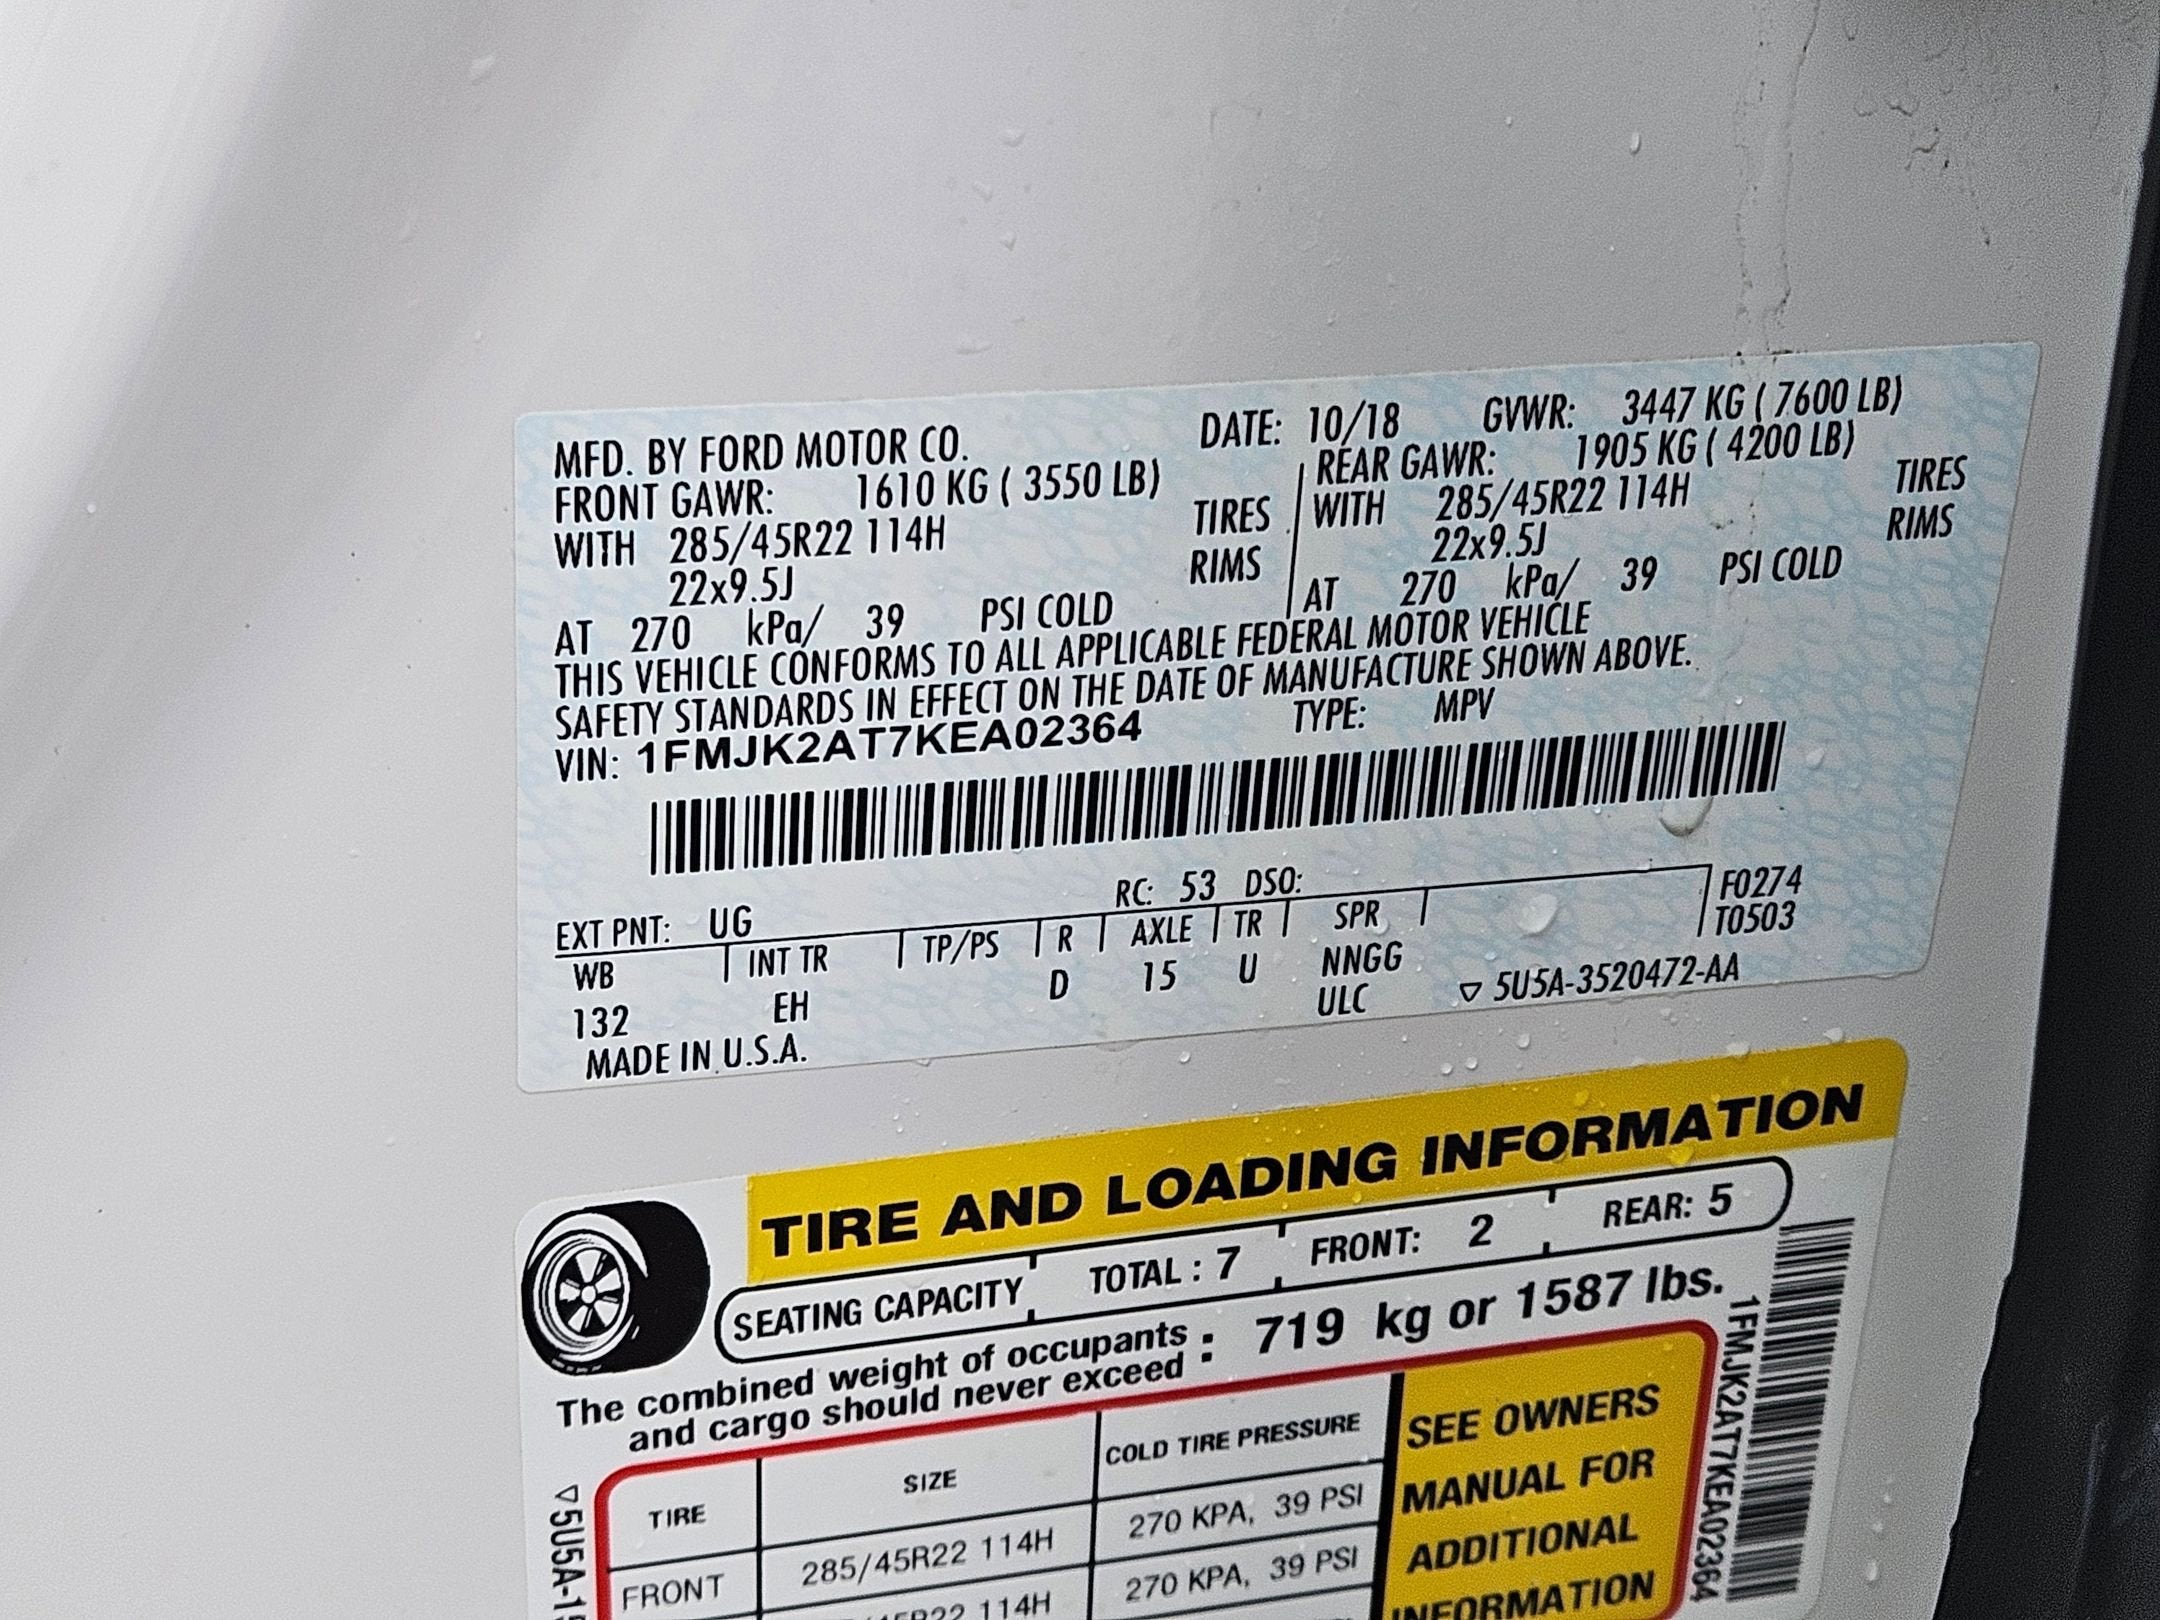 MFD. BY FORD MOTOR CO. DATE: 10/18 GVWR: 3447 KG ( 7600 LB)
FRONT GAWR: 1610 KG ( 3550 LB) REAR GAWR: 1905 KG ( 4200 LB)
WITH 285/45R22 114H TIRES WITH 285/45R22 114H TIRES
22x9.5J RIMS 22x9.5J RIMS
AT 270 kPa/ 39 PSI COLD AT 270 kPa/ 39 PSI COLD
THIS VEHICLE CONFORMS TO ALL APPLICABLE FEDERAL MOTOR VEHICLE
SAFETY STANDARDS IN EFFECT ON THE DATE OF MANUFACTURE SHOWN ABOVE.
VIN: 1FMJK2AT7KEA02364 TYPE: MPV
EXT PNT: UG RC: 53 DSO: F0274
WB INT TR TP/PS R AXLE TR SPR T0503
132 EH D 15 U NNGG
ULC ▽ 5U5A-3520472-AA
MADE IN U.S.A.
TIRE AND LOADING INFORMATION
SEATING CAPACITY TOTAL : 7 FRONT: 2 REAR: 5
The combined weight of occupants
and cargo should never exceed : 719 kg or 1587 lbs.
TIRE SIZE COLD TIRE PRESSURE
FRONT 285/45R22 114H 270 KPA, 39 PSI
114H 270 KPA, 39 PSI
SEE OWNERS
MANUAL FOR
ADDITIONAL
INFORMATION
1FMJK2AT7KEA02364